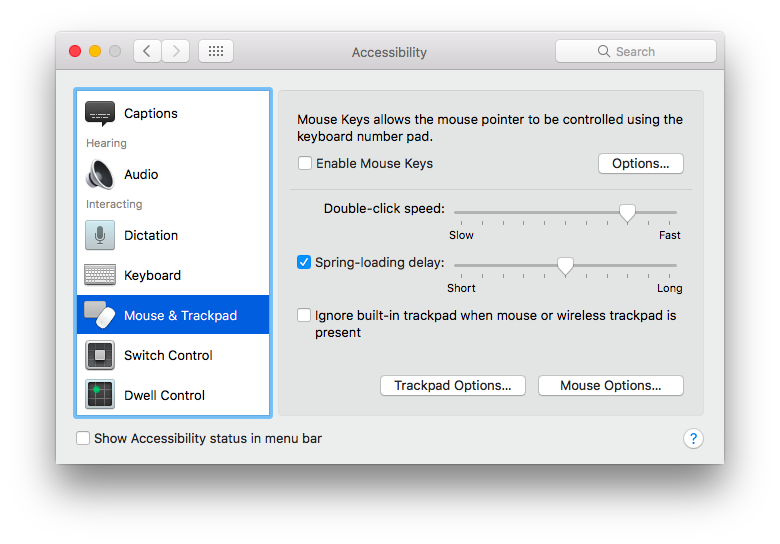 Accessibility
Search
Captions
Hearing
Audio
Interacting
Dictation
Keyboard
Mouse & Trackpad
Switch Control
Dwell Control
Mouse Keys allows the mouse pointer to be controlled using the
keyboard number pad.
Enable Mouse Keys
Options...
Double-click speed:
Slow
Fast
Spring-loading delay:
Short
Long
Ignore built-in trackpad when mouse or wireless trackpad is
present
Trackpad Options...
Mouse Options...
Show Accessibility status in menu bar
?